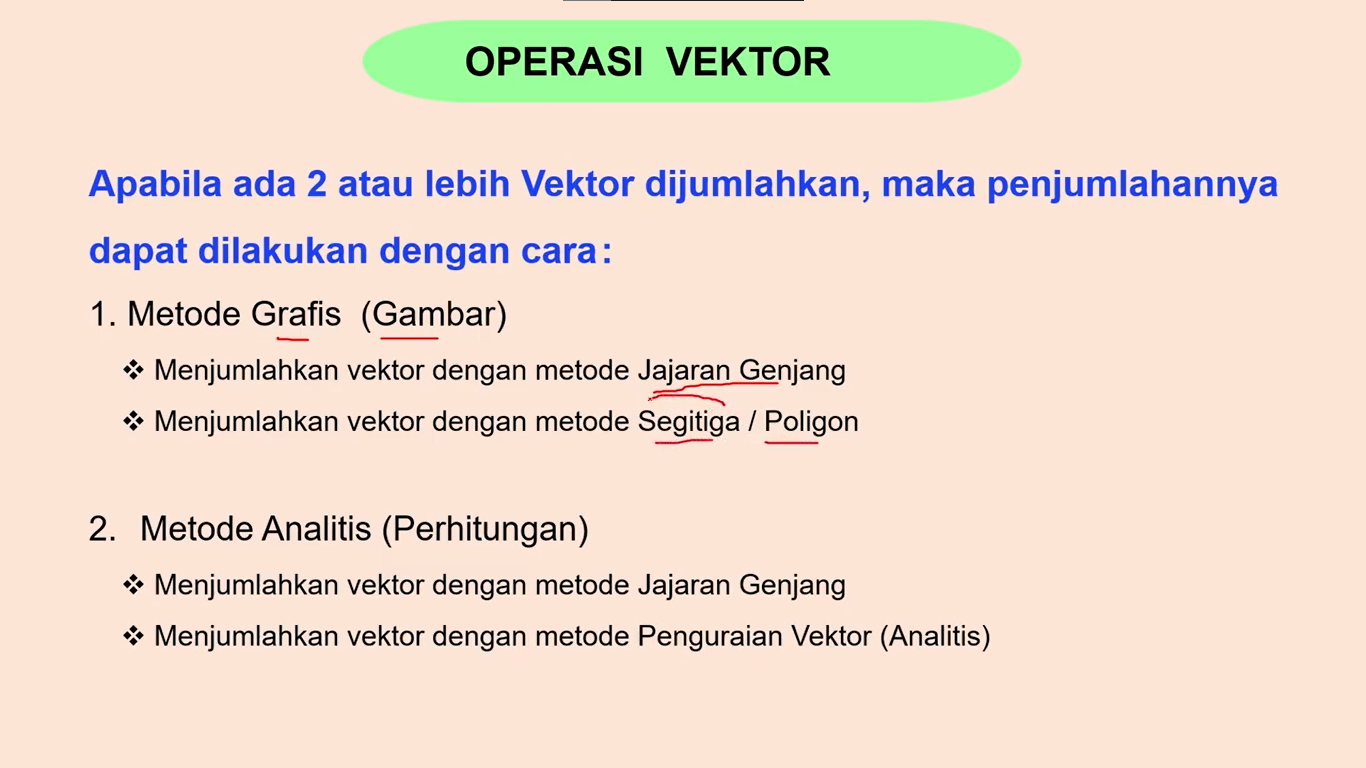 OPERASI VEKTOR
Apabila ada 2 atau lebih Vektor dijumlahkan, maka penjumlahannya
dapat dilakukan dengan cara :
1. Metode Grafis (Gambar)
❖ Menjumlahkan vektor dengan metode Jajaran Genjang
❖ Menjumlahkan vektor dengan metode Segitiga / Poligon
2. Metode Analitis (Perhitungan)
❖ Menjumlahkan vektor dengan metode Jajaran Genjang
❖ Menjumlahkan vektor dengan metode Penguraian Vektor (Analitis)